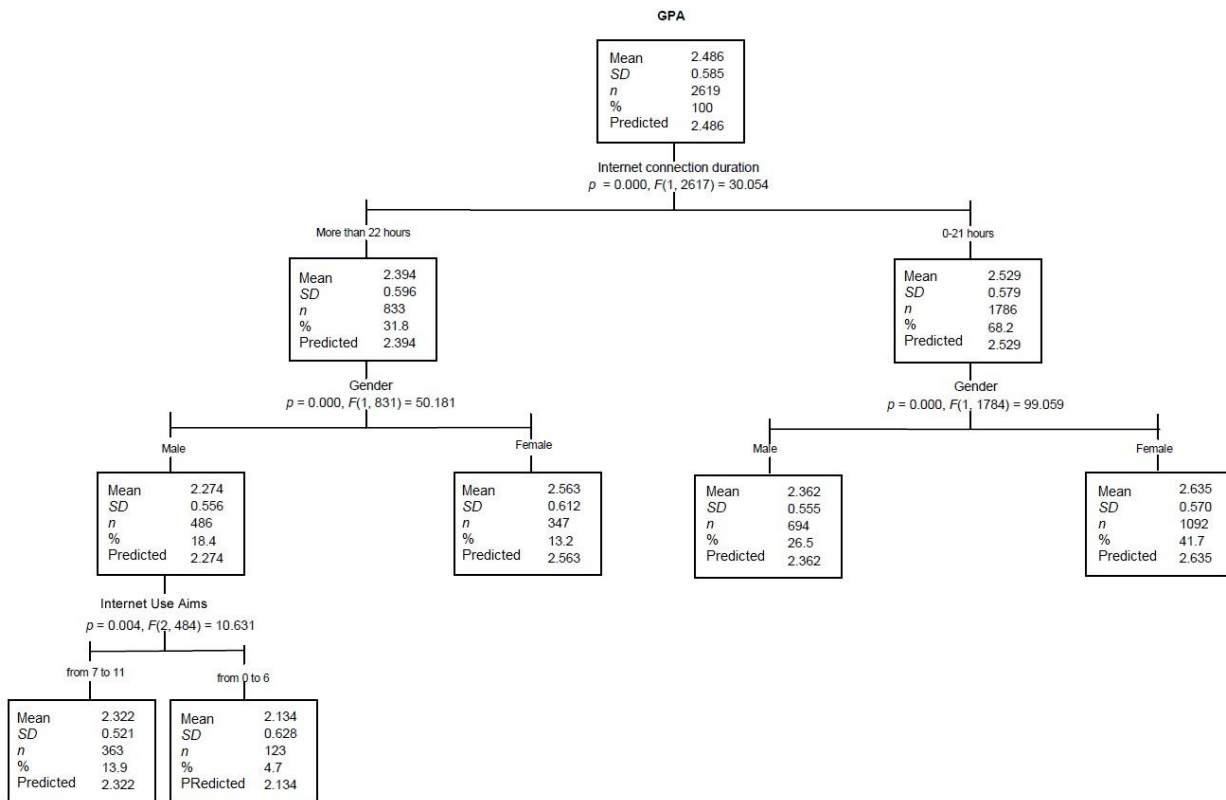 GPA
Mean 2.486
SD 0.585
n 2619
% 100
Predicted 2.486
Internet connection duration
p = 0.000, F(1, 2617) = 30.054
More than 22 hours
0-21 hours
Mean 2.394
SD 0.596
n 833
% 31.8
Predicted 2.394
Mean 2.529
SD 0.579
n 1786
% 68.2
Predicted 2.529
Gender
p = 0.000, F(1, 831) = 50.181
Gender
p = 0.000, F(1, 1784) = 99.059
Male
Female
Male
Female
Mean 2.274
SD 0.556
n 486
% 18.4
Predicted 2.274
Mean 2.563
SD 0.612
n 347
% 13.2
Predicted 2.563
Mean 2.362
SD 0.555
n 694
% 26.5
Predicted 2.362
Mean 2.635
SD 0.570
n 1092
% 41.7
Predicted 2.635
Internet Use Aims
p = 0.004, F(2, 484) = 10.631
from 7 to 11
from 0 to 6
Mean 2.322
SD 0.521
n 363
% 13.9
Predicted 2.322
Mean 2.134
SD 0.628
n 123
% 4.7
PRedicted 2.134